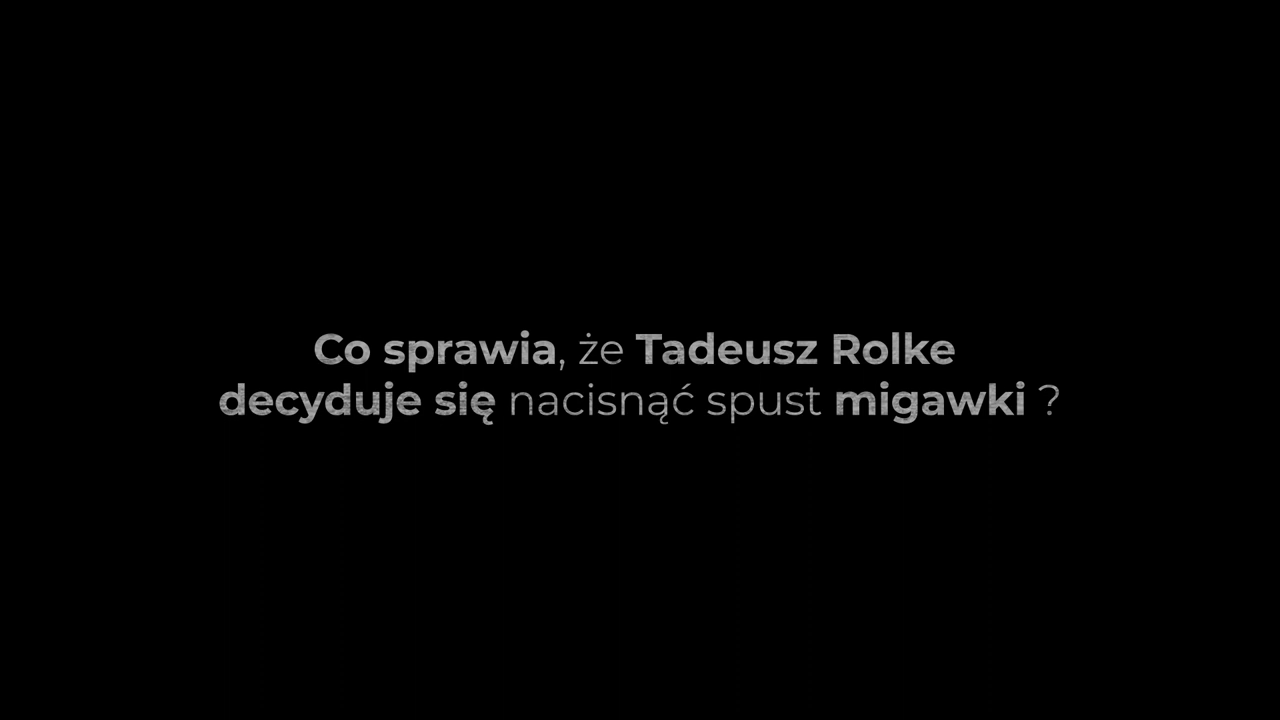 Co sprawia, że Tadeusz Rolke
decyduje się nacisnąć spust migawki ?